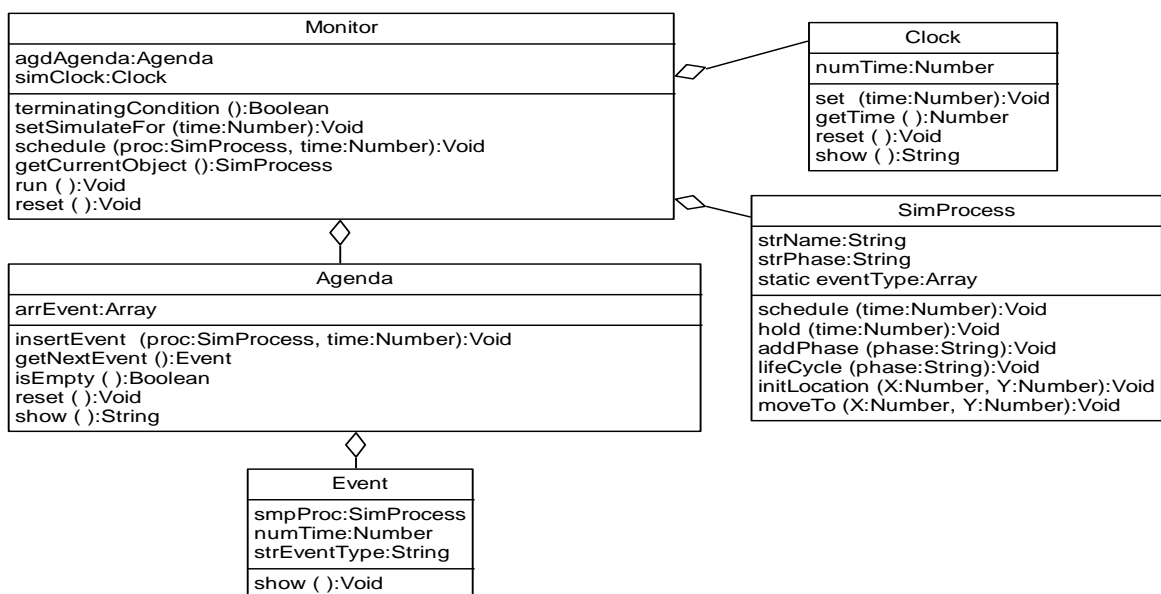 Monitor
agdAgenda:Agenda
simClock:Clock
terminatingCondition ():Boolean
setSimulateFor (time:Number):Void
schedule (proc:SimProcess, time:Number):Void
getCurrentObject ():SimProcess
run ( ):Void
reset ( ):Void
Clock
numTime:Number
set (time:Number):Void
getTime ( ):Number
reset ( ):Void
show ( ):String
SimProcess
strName:String
strPhase:String
static eventType:Array
schedule (time:Number):Void
hold (time:Number):Void
addPhase (phase:String):Void
lifeCycle (phase:String):Void
initLocation (X:Number, Y:Number):Void
moveTo (X:Number, Y:Number):Void
Agenda
arrEvent:Array
insertEvent (proc:SimProcess, time:Number):Void
getNextEvent ():Event
isEmpty ( ):Boolean
reset ( ):Void
show ( ):String
Event
smpProc:SimProcess
numTime:Number
strEventType:String
show ( ):Void